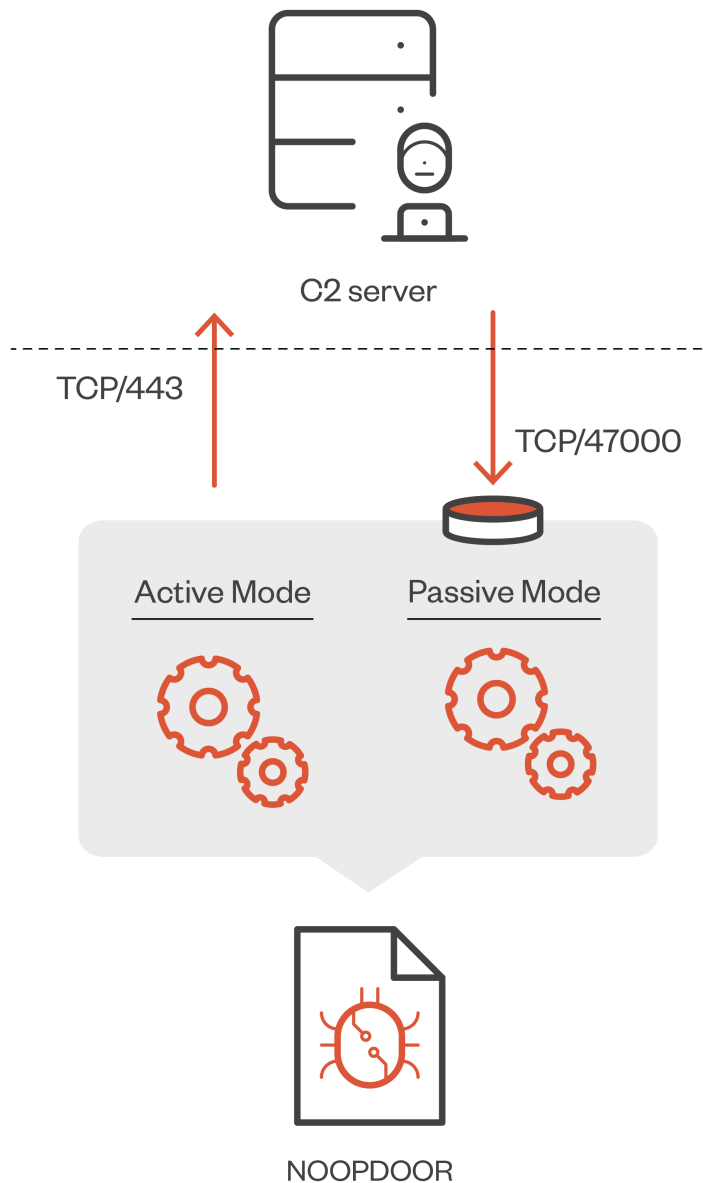 C2 server
TCP/443
TCP/47000
Active Mode
Passive Mode
NOOPDOOR